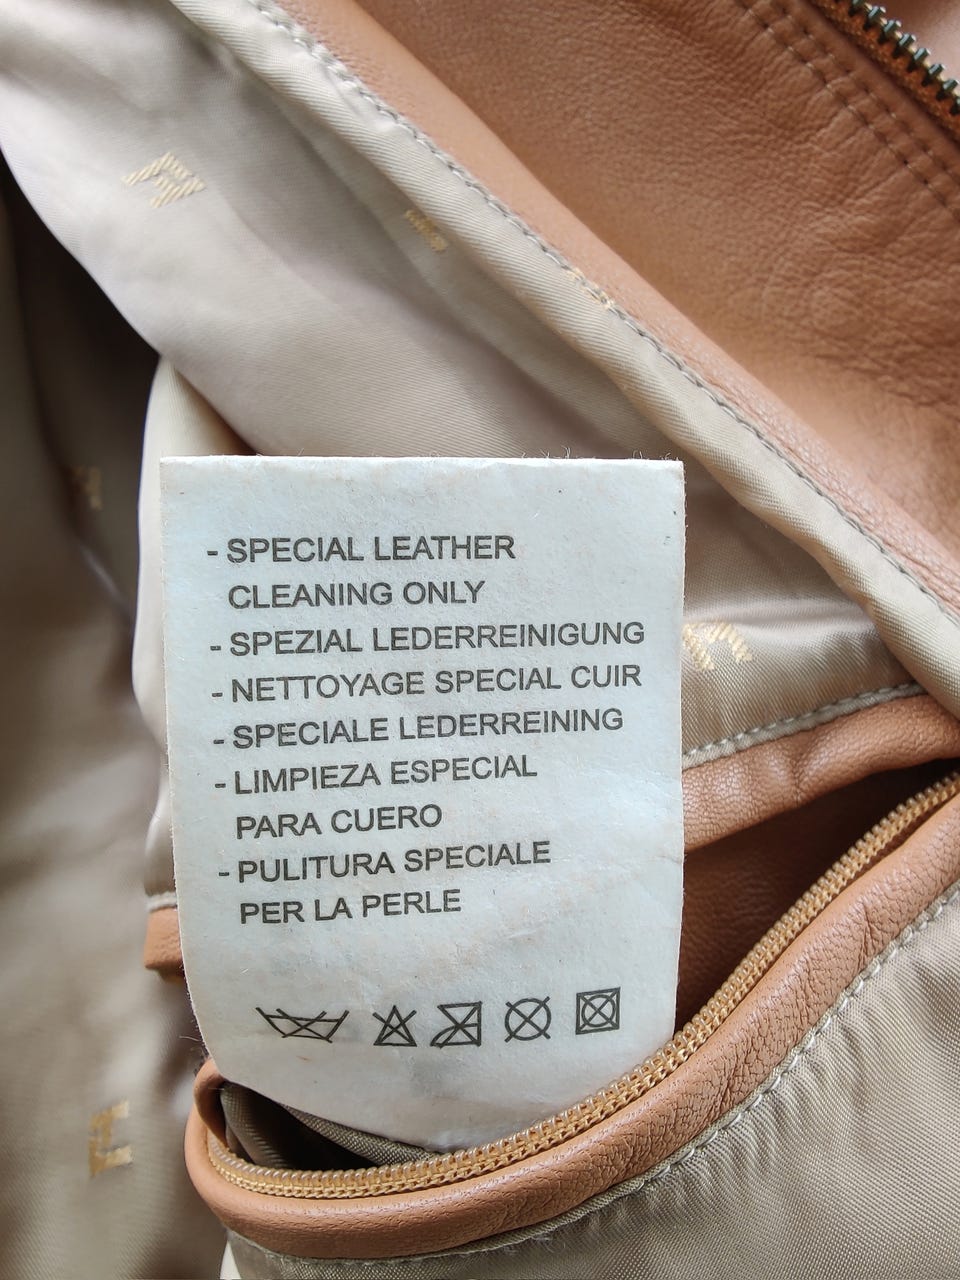 - SPECIAL LEATHER
CLEANING ONLY
- SPEZIAL LEDERREINIGUNG
- NETTOYAGE SPECIAL CUIR
- SPECIALE LEDERREINING
- LIMPIEZA ESPECIAL
PARA CUERO
- PULITURA SPECIALE
PER LA PERLE